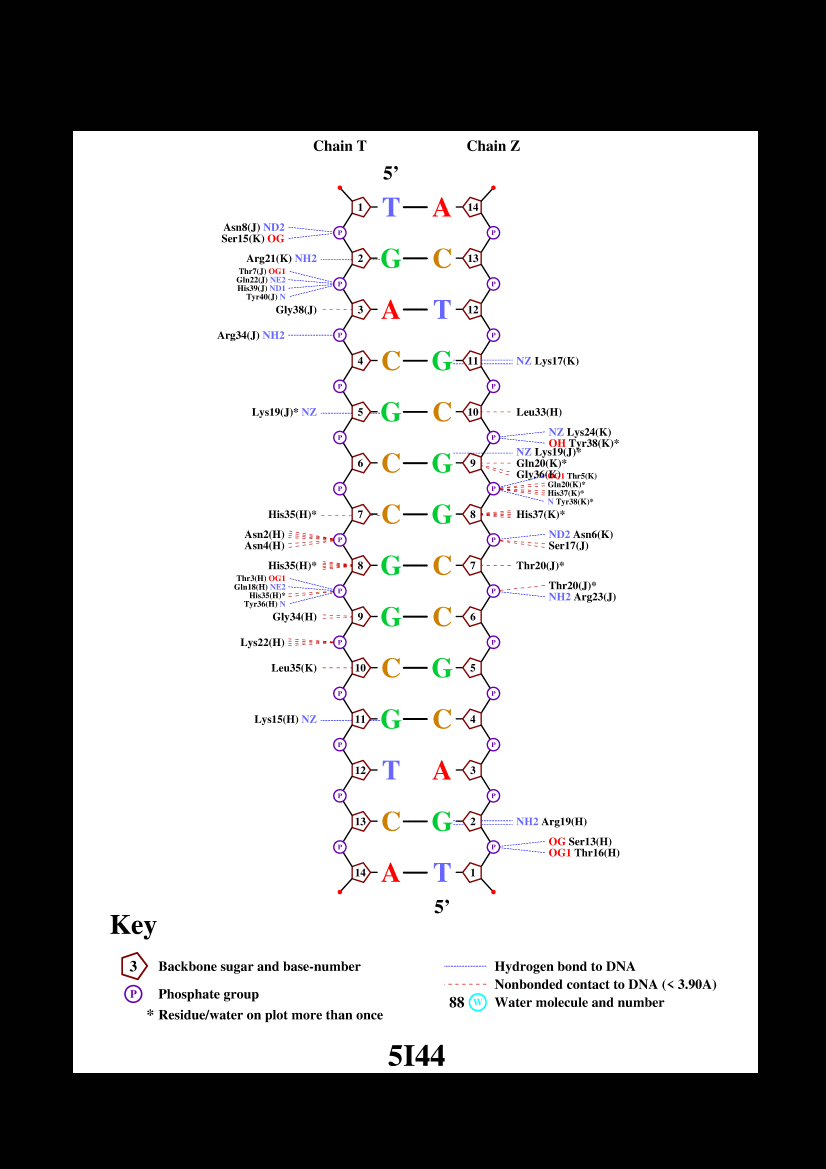 Chain T Chain Z
5’
1 T A 14
P P
Asn8(J) ND2
Ser15(K) OG
Arg21(K) NH2 2 G C 13
Thr7(J) OG1
Gln22(J) NE2 P P
His39(J) ND1
Tyr40(J) N
Gly38(J) 3 A T 12
Arg34(J) NH2 P P
4 C G 11 NZ Lys17(K)
P P
Lys19(J)* NZ 5 G C 10 Leu33(H)
NZ Lys24(K)
P P
OH Tyr38(K)*
NZ Lys19(J)*
6 C G 9 Gln20(K)*
Gly36(K)
OG1 Thr5(K)
Gln20(K)*
P P
His37(K)*
N Tyr38(K)*
His35(H)* 7 C G 8 His37(K)*
Asn2(H) ND2 Asn6(K)
P P
Asn4(H) Ser17(J)
His35(H)* 8 G C 7 Thr20(J)*
Thr3(H) OG1
Gln18(H) NE2 Thr20(J)*
P P
His35(H)* NH2 Arg23(J)
Tyr36(H) N
Gly34(H) 9 G C 6
Lys22(H) P P
Leu35(K) 10 C G 5
P P
Lys15(H) NZ 11 G C 4
P P
12 T A 3
P P
13 C G 2 NH2 Arg19(H)
OG Ser13(H)
P P
OG1 Thr16(H)
14 A T 1
5’
Key
3 Backbone sugar and base-number
P Phosphate group
* Residue/water on plot more than once
Hydrogen bond to DNA
Nonbonded contact to DNA (< 3.90A)
88 W Water molecule and number
5I44